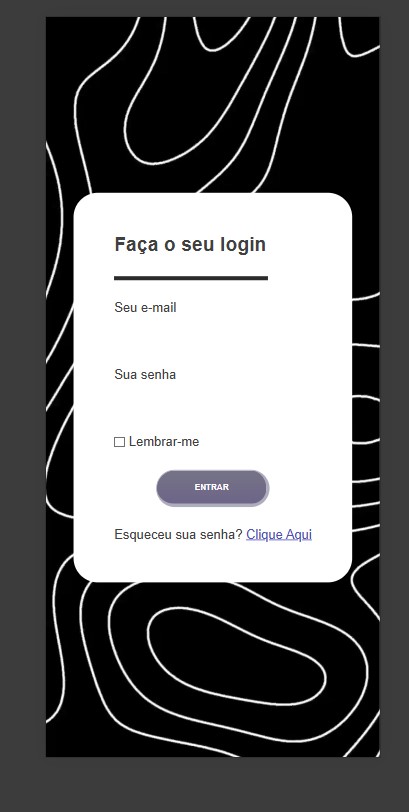 Faça o seu login
Seu e-mail
Sua senha
Lembrar-me
ENTRAR
Esqueceu sua senha? Clique Aqui